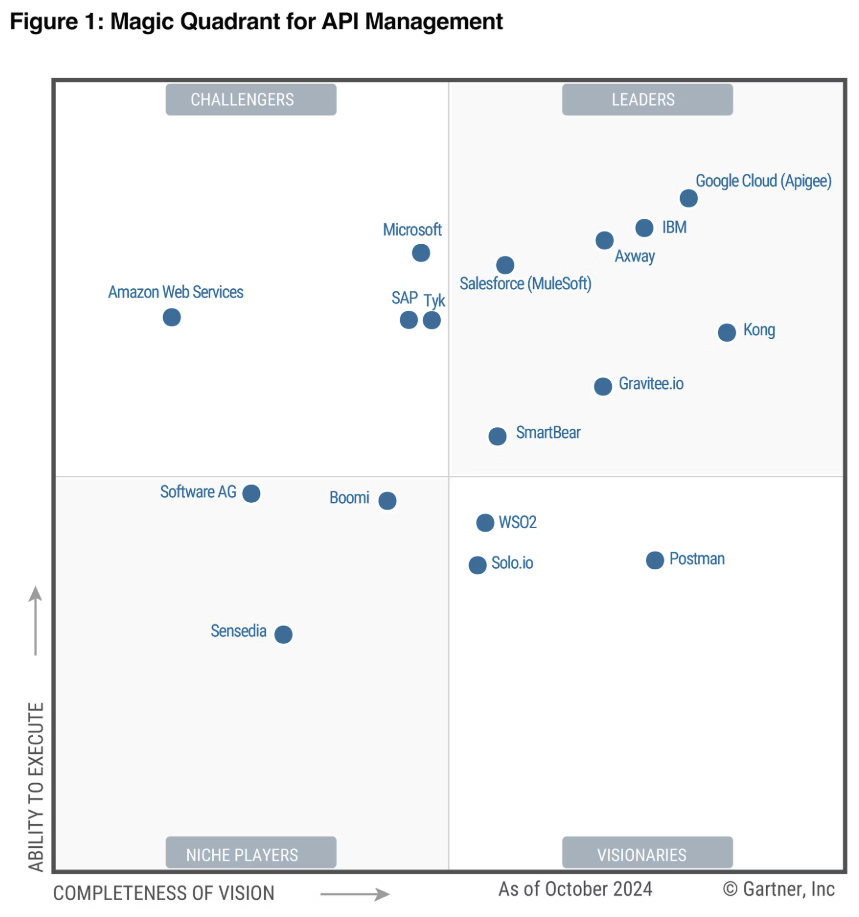 Figure 1: Magic Quadrant for API Management
CHALLENGERS
LEADERS
Google Cloud (Apigee)
Microsoft
IBM
Axway
Salesforce (MuleSoft)
Amazon Web Services
SAP
Tyk
Kong
Gravitee.io
SmartBear
Software AG
Boomi
WSO2
Solo.io
Postman
Sensedia
ABILITY TO EXECUTE
NICHE PLAYERS
VISIONARIES
COMPLETENESS OF VISION
As of October 2024
© Gartner, Inc